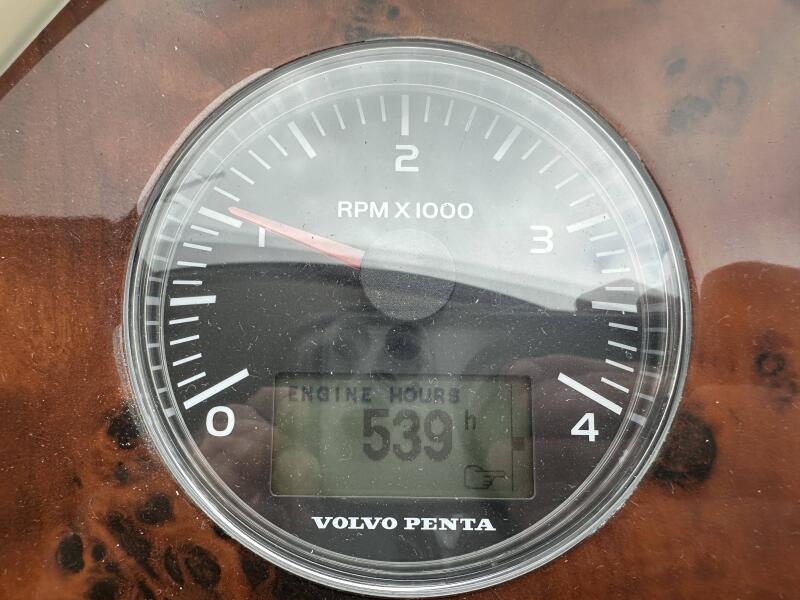 2
RPM X 1000
1
3
0
4
ENGINE HOURS
539 h
VOLVO PENTA